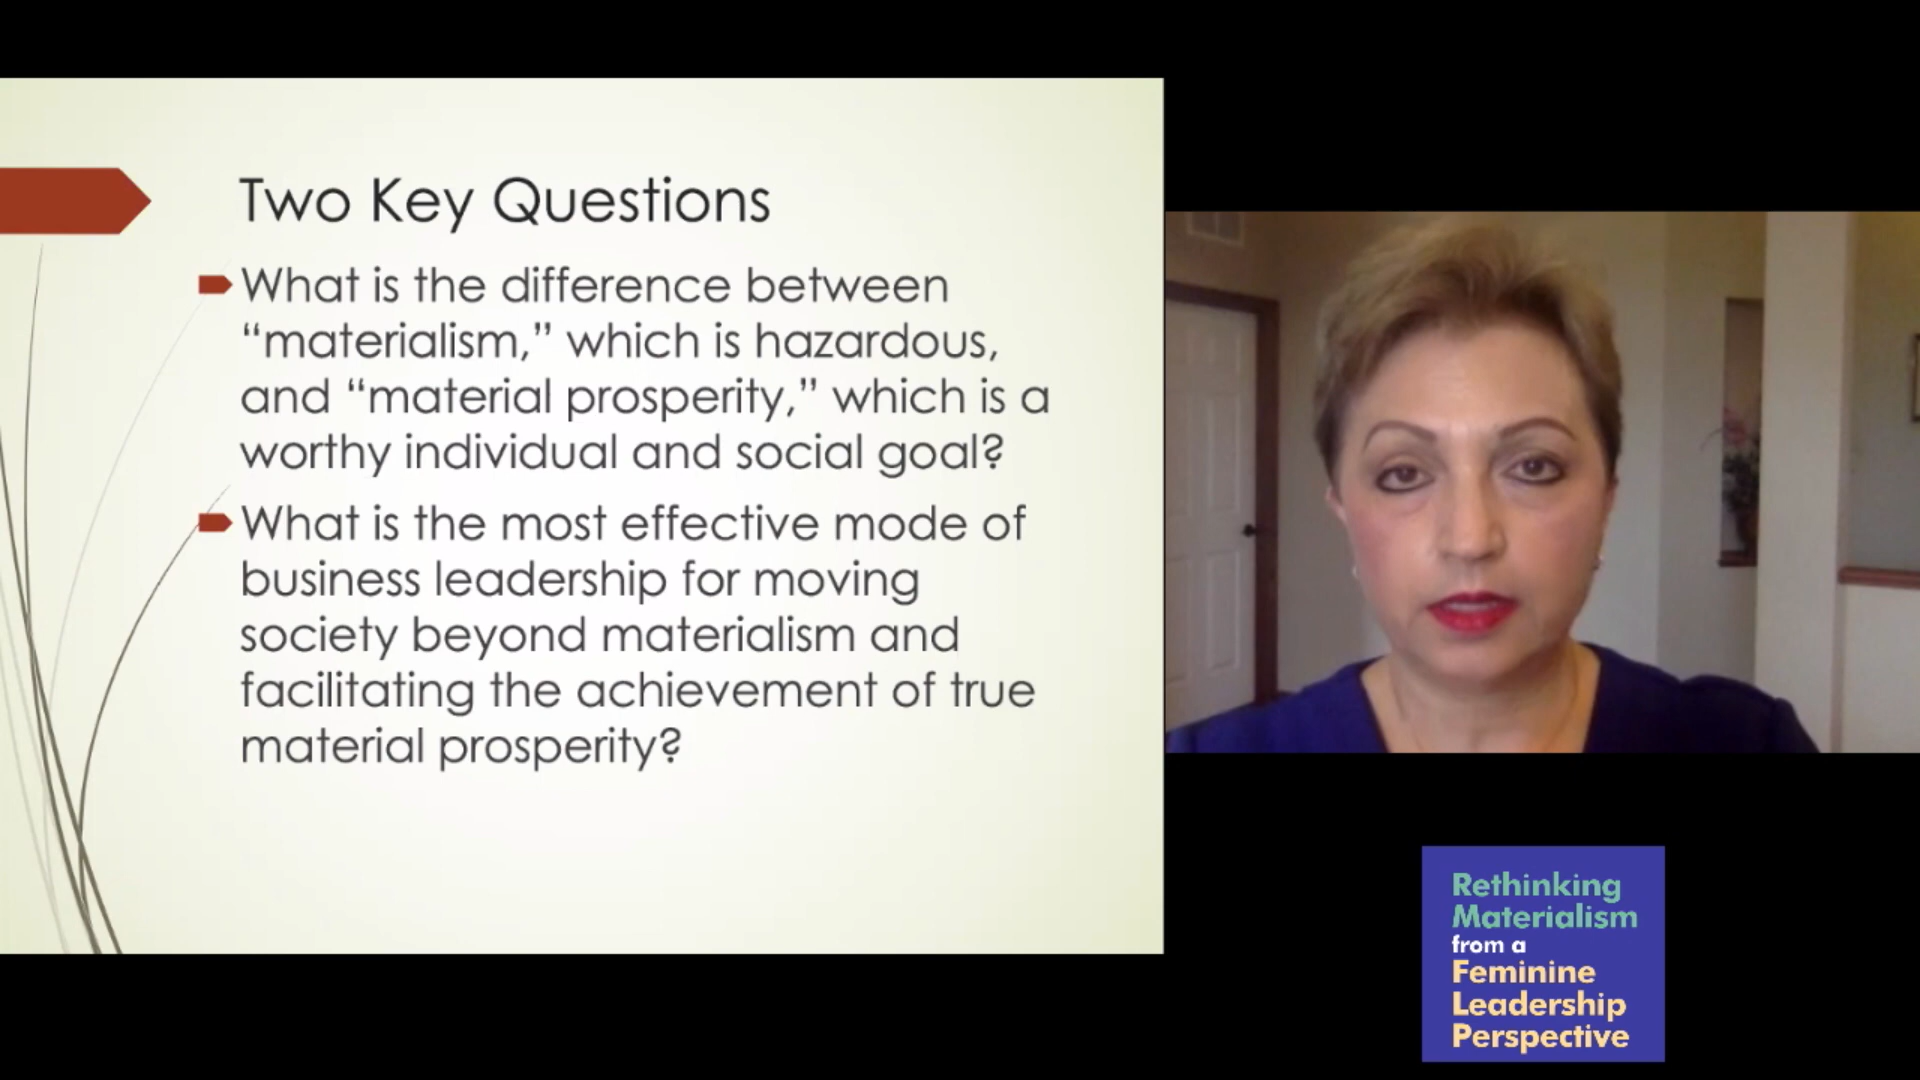 Two Key Questions
What is the difference between
“materialism,” which is hazardous,
and “material prosperity,” which is a
worthy individual and social goal?
What is the most effective mode of
business leadership for moving
society beyond materialism and
facilitating the achievement of true
material prosperity?
Rethinking
Materialism
from a
Feminine
Leadership
Perspective